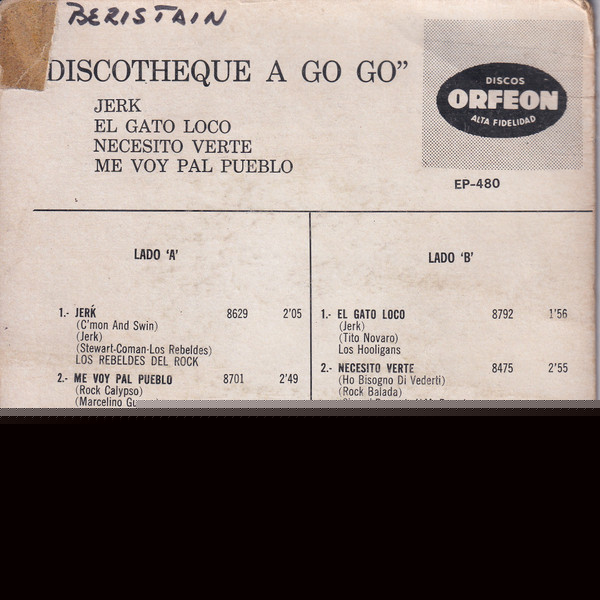 BERISTAIN
DISCOTHEQUE A GO GO”
JERK
EL GATO LOCO
NECESITO VERTE
ME VOY PAL PUEBLO
DISCOS
ORFEON
ALTA FIDELIDAD
EP-480
LADO ‘A’
1.- JERK 8629 2’05
(C’mon And Swin)
(Jerk)
(Stewart-Coman-Los Rebeldes)
LOS REBELDES DEL ROCK
2.- ME VOY PAL PUEBLO 8701 2’49
(Rock Calypso)
(Marcelino
LADO ‘B’
1.- EL GATO LOCO 8792 1’56
(Jerk)
(Tito Novaro)
Los Hooligans
2.- NECESITO VERTE 8475 2’55
(Ho Bisogno Di Vederti)
(Rock Balada)